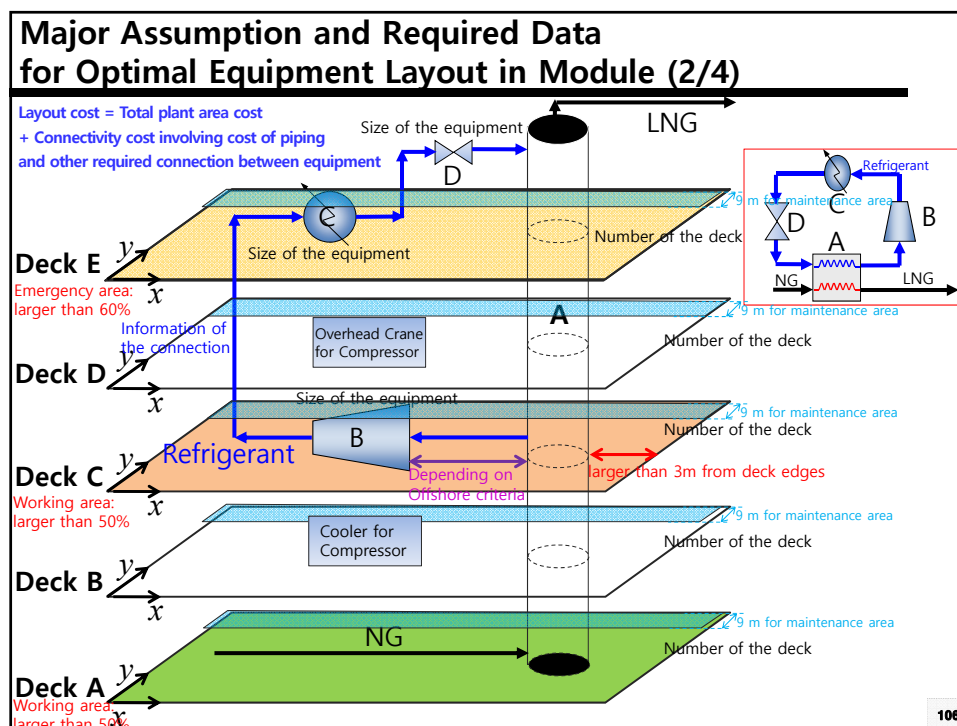 Major Assumption and Required Data
for Optimal Equipment Layout in Module (2/4)
Layout cost = Total plant area cost
+ Connectivity cost involving cost of piping
and other required connection between equipment
Size of the equipment
LNG
D
Refrigerant
C
D
B
A
NG
LNG
C
Size of the equipment
9 m for maintenance area
Number of the deck
y
x
Deck E
Emergency area:
larger than 60%
Information of
the connection
Overhead Crane
for Compressor
A
9 m for maintenance area
Number of the deck
y
x
Deck D
Size of the equipment
B
Refrigerant
Depending on
Offshore criteria
9 m for maintenance area
Number of the deck
larger than 3m from deck edges
y
x
Deck C
Working area:
larger than 50%
Cooler for
Compressor
9 m for maintenance area
Number of the deck
y
x
Deck B
NG
9 m for maintenance area
Number of the deck
y
x
Deck A
Working area:
larger than 50%
106